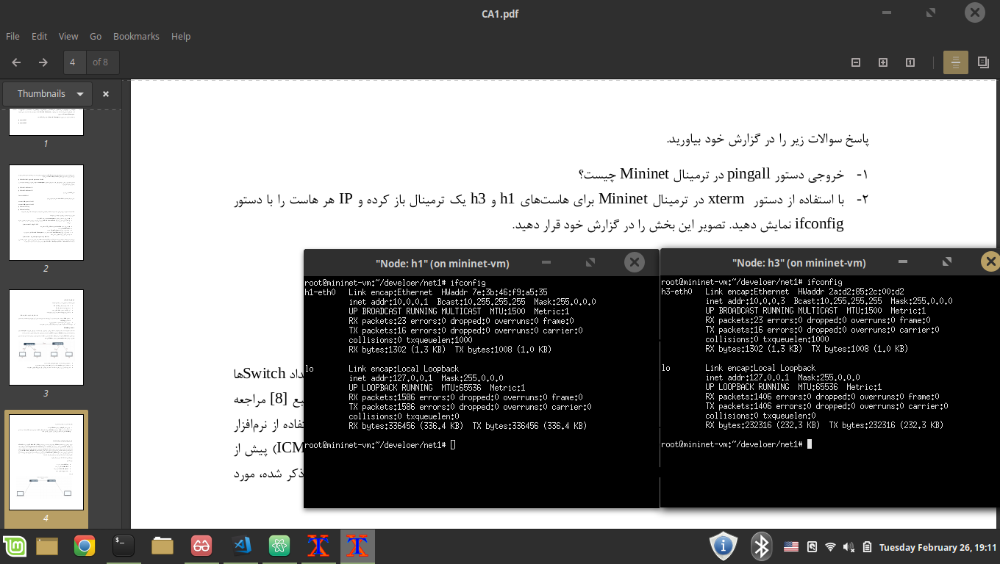 CA1.pdf
File Edit View Go Bookmarks Help
4 of 8
Thumbnails
1
2
3
4
پاسخ سوالات زیر را در گزارش خود بیاورید.
۱- خروجی دستور pingall در ترمینال Mininet چیست؟
۲- با استفاده از دستور xterm در ترمینال Mininet برای هاست‌های h1 و h3 یک ترمینال باز کرده و IP هر هاست را با دستور
ifconfig نمایش دهید. تصویر این بخش را در گزارش خود قرار دهید.
Switchها
[8] مراجعه
از نرم‌افزار
پیش از
ذکر شده، مورد
"Node: h1" (on mininet-vm)
root@mininet-vm:~/develoer/net1# ifconfig
h1-eth0 Link encap:Ethernet HWaddr 7e:3b:46:f9:a5:35
inet addr:10.0.0.1 Bcast:10.255.255.255 Mask:255.0.0.0
UP BROADCAST RUNNING MULTICAST MTU:1500 Metric:1
RX packets:23 errors:0 dropped:0 overruns:0 frame:0
TX packets:16 errors:0 dropped:0 overruns:0 carrier:0
collisions:0 txqueuelen:1000
RX bytes:1302 (1.3 KB) TX bytes:1008 (1.0 KB)
lo Link encap:Local Loopback
inet addr:127.0.0.1 Mask:255.0.0.0
UP LOOPBACK RUNNING MTU:65536 Metric:1
RX packets:1586 errors:0 dropped:0 overruns:0 frame:0
TX packets:1586 errors:0 dropped:0 overruns:0 carrier:0
collisions:0 txqueuelen:0
RX bytes:336456 (336.4 KB) TX bytes:336456 (336.4 KB)
root@mininet-vm:~/develoer/net1#
"Node: h3" (on mininet-vm)
root@mininet-vm:~/develoer/net1# ifconfig
h3-eth0 Link encap:Ethernet HWaddr 2a:d2:85:2c:00:d2
inet addr:10.0.0.3 Bcast:10.255.255.255 Mask:255.0.0.0
UP BROADCAST RUNNING MULTICAST MTU:1500 Metric:1
RX packets:23 errors:0 dropped:0 overruns:0 frame:0
TX packets:16 errors:0 dropped:0 overruns:0 carrier:0
collisions:0 txqueuelen:1000
RX bytes:1302 (1.3 KB) TX bytes:1008 (1.0 KB)
lo Link encap:Local Loopback
inet addr:127.0.0.1 Mask:255.0.0.0
UP LOOPBACK RUNNING MTU:65536 Metric:1
RX packets:1406 errors:0 dropped:0 overruns:0 frame:0
TX packets:1406 errors:0 dropped:0 overruns:0 carrier:0
collisions:0 txqueuelen:0
RX bytes:232316 (232.3 KB) TX bytes:232316 (232.3 KB)
root@mininet-vm:~/develoer/net1#
Tuesday February 26, 19:11